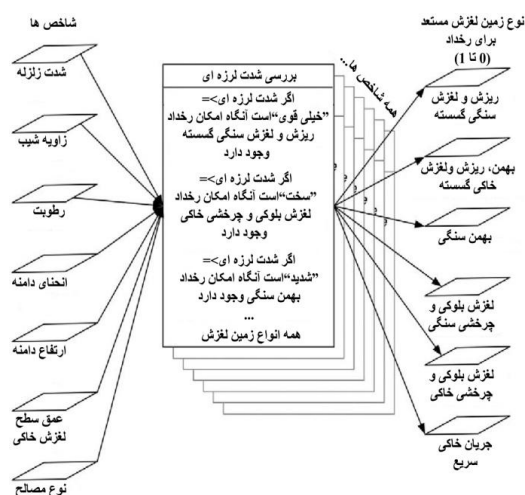 نوع زمین لغزش مستعد
برای رخداد
(0 تا 1)
شاخص ها
شدت زلزله
زاویه شیب
رطوبت
انحنای دامنه
ارتفاع دامنه
عمق سطح
لغزش خاکی
نوع مصالح
همه شاخص ها...
بررسی شدت لرزه ای
اگر شدت لرزه ای>=
”خیلی قوی“است آنگاه امکان رخداد
ریزش و لغزش سنگی گسسته
وجود دارد
اگر شدت لرزه ای>=
”سخت“است آنگاه امکان رخداد
لغزش بلوکی و چرخشی خاکی
وجود دارد
اگر شدت لرزه ای>=
”شدید“است آنگاه امکان رخداد
بهمن سنگی وجود دارد
...
همه انواع زمین لغزش
ریزش و لغزش
سنگی گسسته
بهمن، ریزش ولغزش
خاکی گسسته
بهمن سنگی
لغزش بلوکی و
چرخشی سنگی
لغزش بلوکی و
چرخشی خاکی
جریان خاکی
سریع